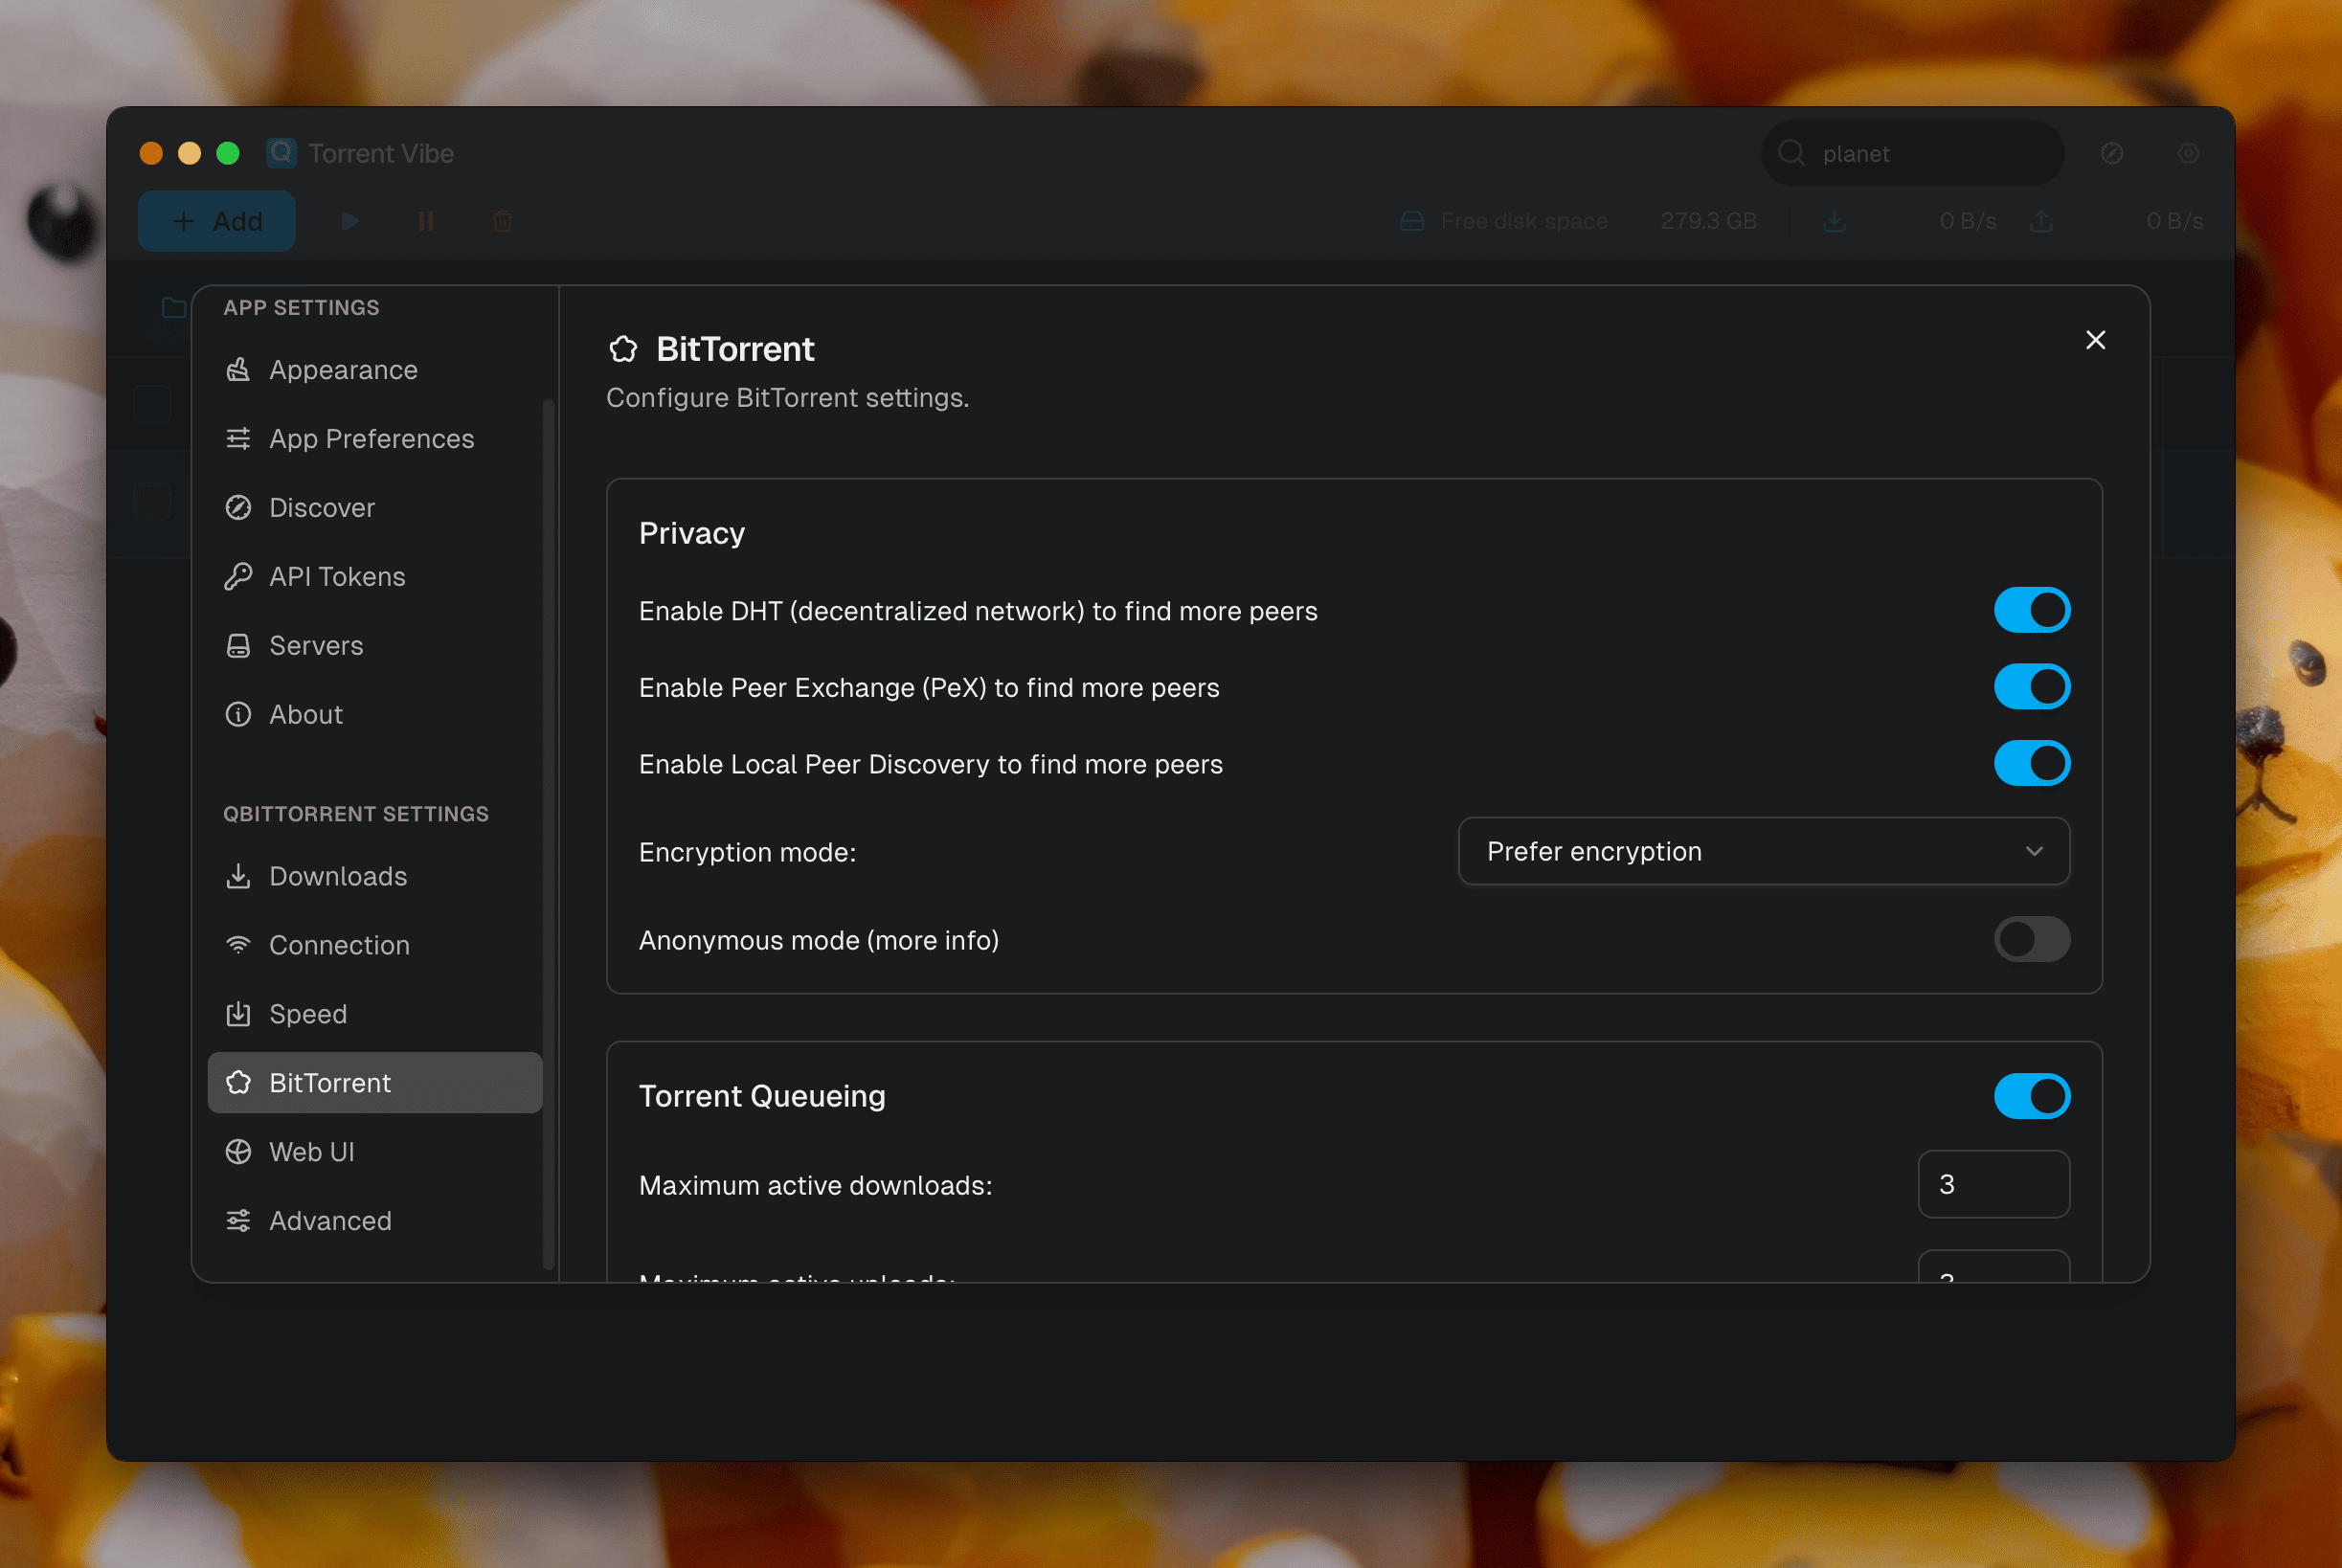 Torrent Vibe
planet
Add
Free disk space 279.3 GB 0 B/s 0 B/s
APP SETTINGS
Appearance
App Preferences
Discover
API Tokens
Servers
About
QBITTORRENT SETTINGS
Downloads
Connection
Speed
BitTorrent
Web UI
Advanced
BitTorrent
Configure BitTorrent settings.
Privacy
Enable DHT (decentralized network) to find more peers
Enable Peer Exchange (PeX) to find more peers
Enable Local Peer Discovery to find more peers
Encryption mode: Prefer encryption
Anonymous mode (more info)
Torrent Queueing
Maximum active downloads: 3
Maximum active uploads: